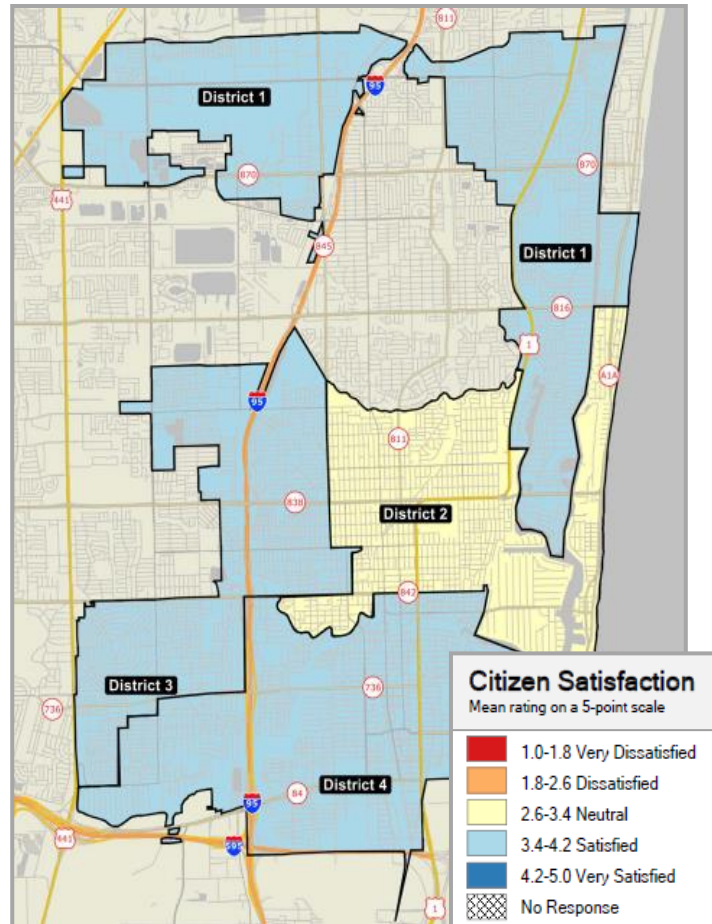 811
95
District 1
870
870
441
845
District 1
816
1
A1A
95
811
838
District 2
842
District 3
736
736
84
District 4
95
441
595
1
Citizen Satisfaction
Mean rating on a 5-point scale
1.0-1.8 Very Dissatisfied
1.8-2.6 Dissatisfied
2.6-3.4 Neutral
3.4-4.2 Satisfied
4.2-5.0 Very Satisfied
No Response